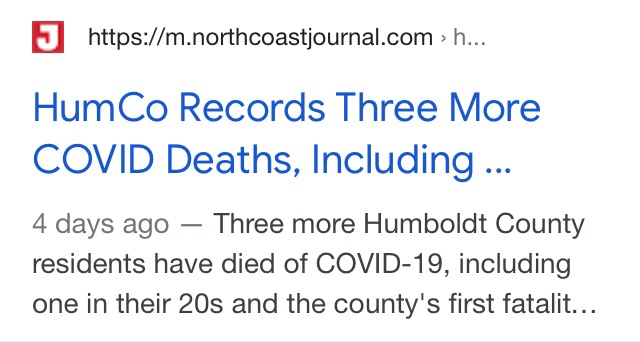 J https://m.northcoastjournal.com › h...
HumCo Records Three More
COVID Deaths, Including ...
4 days ago — Three more Humboldt County
residents have died of COVID-19, including
one in their 20s and the county's first fatalit...